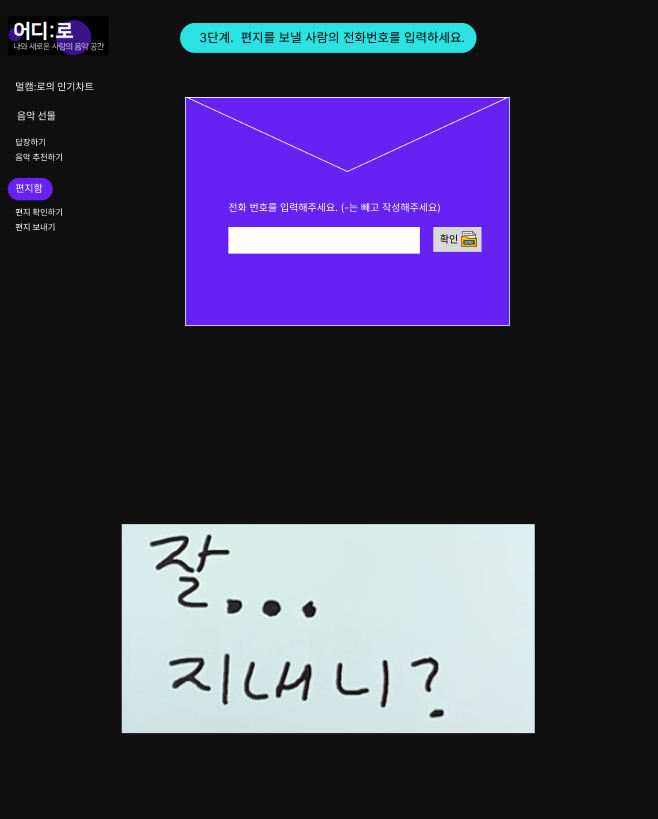 어디:로
나와 새로운 사람의 음악 공간
3단계. 편지를 보낼 사람의 전화번호를 입력하세요.
멀캠:로의 인기차트
음악 선물
답장하기
음악 추천하기
편지함
편지 확인하기
편지 보내기
전화 번호를 입력해주세요. (-는 빼고 작성해주세요)
확인
잘...
지내니?